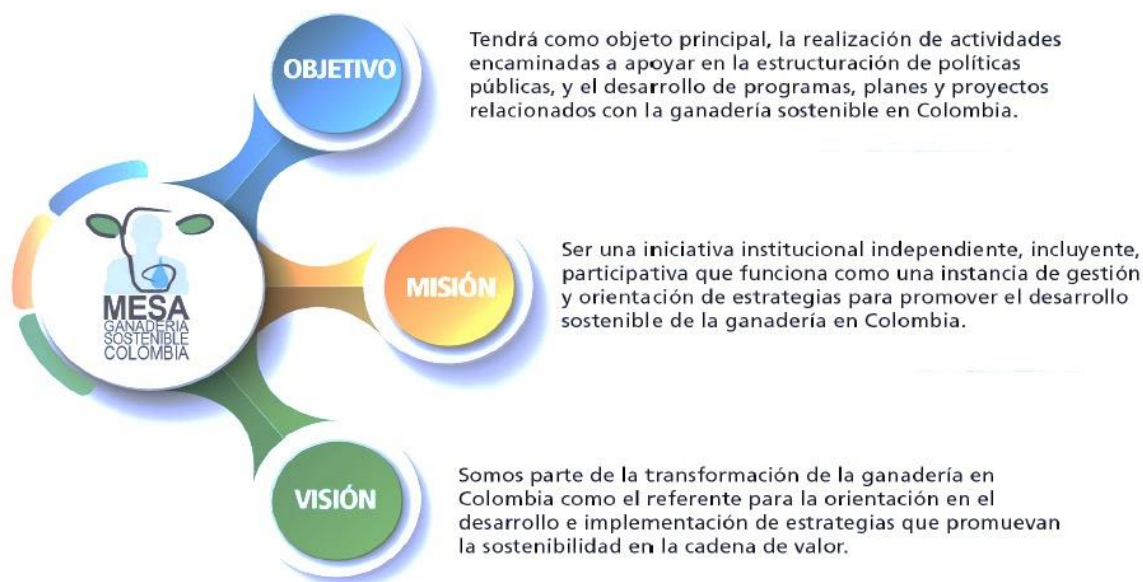 OBJETIVO
Tendrá como objeto principal, la realización de actividades
encaminadas a apoyar en la estructuración de políticas
públicas, y el desarrollo de programas, planes y proyectos
relacionados con la ganadería sostenible en Colombia.
MESA
GANADERIA
SOSTENIBLE
COLOMBIA
MISIÓN
Ser una iniciativa institucional independiente, incluyente,
participativa que funciona como una instancia de gestión
y orientación de estrategias para promover el desarrollo
sostenible de la ganadería en Colombia.
VISIÓN
Somos parte de la transformación de la ganadería en
Colombia como el referente para la orientación en el
desarrollo e implementación de estrategias que promuevan
la sostenibilidad en la cadena de valor.